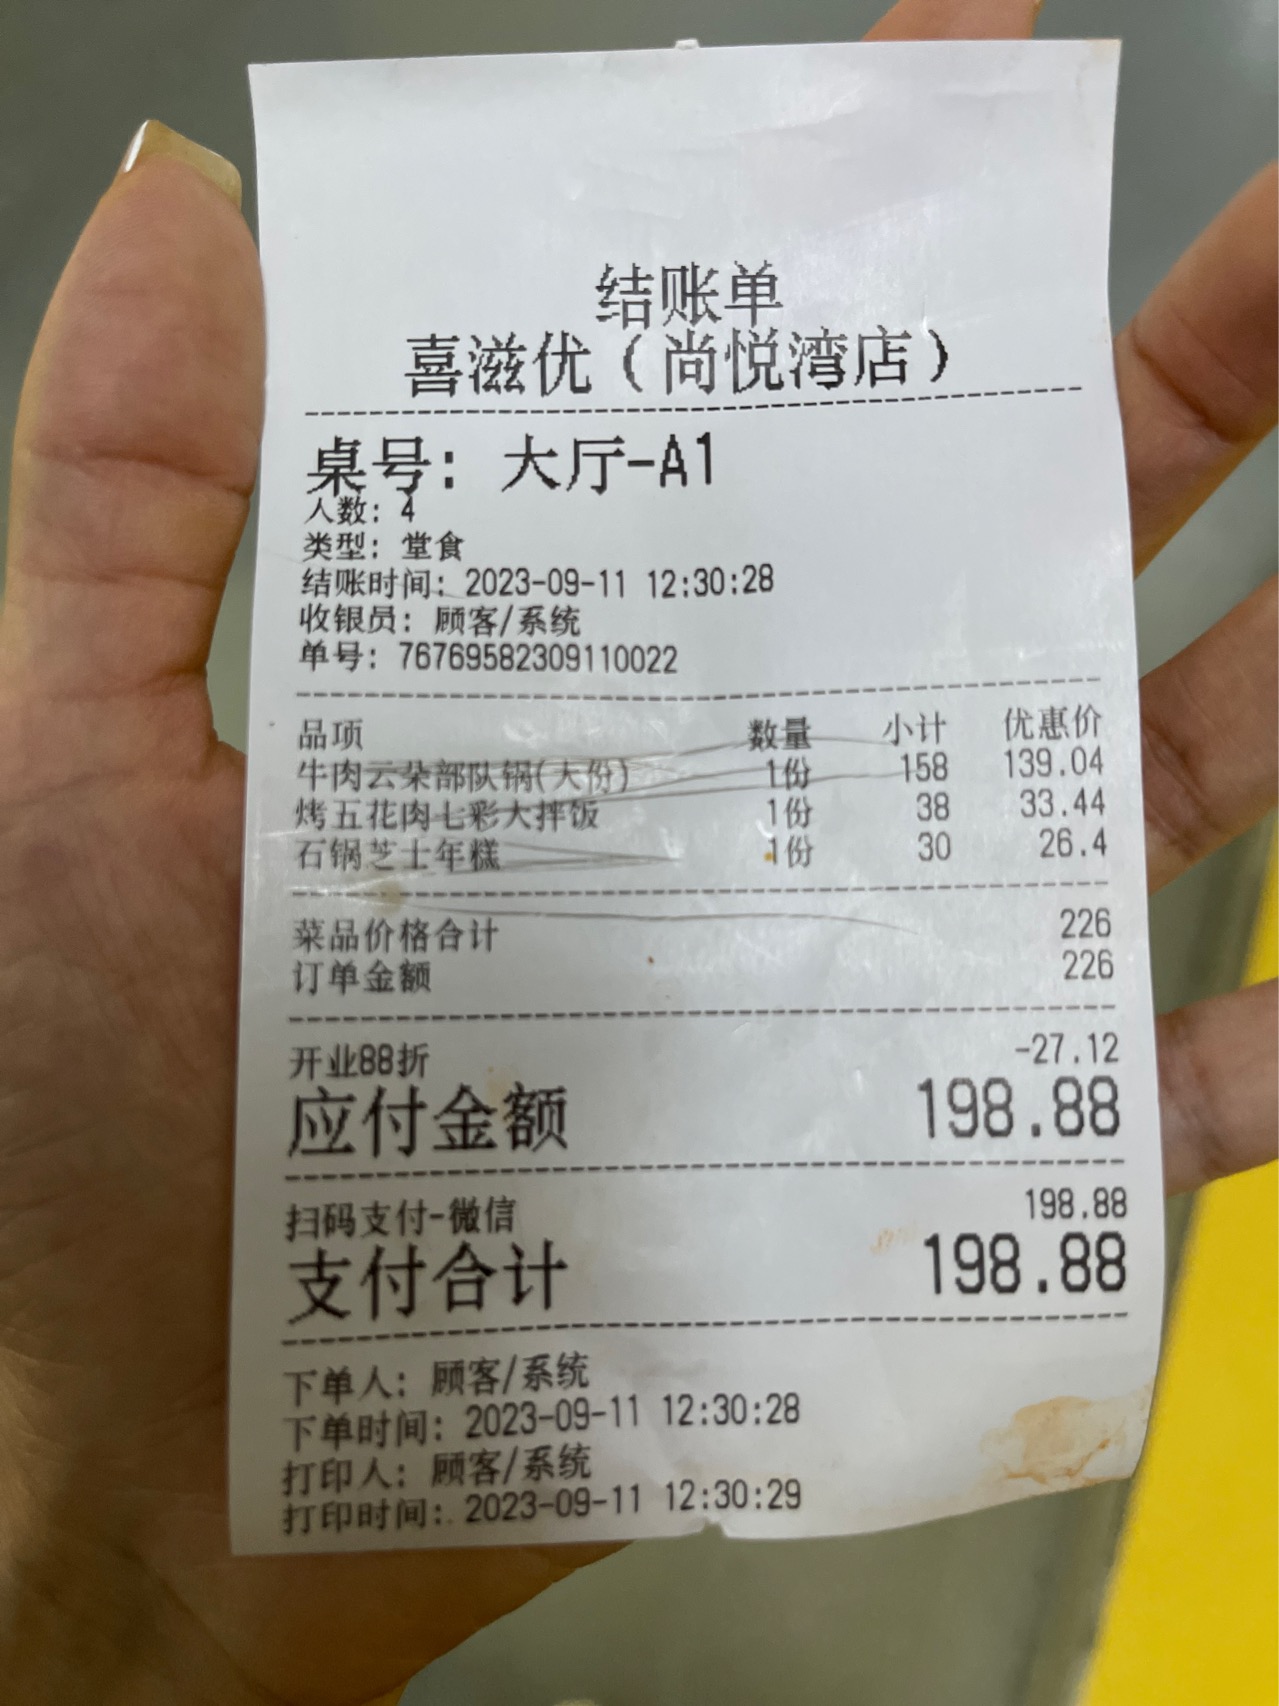 结账单
喜滋优（尚悦湾店）
桌号: 大厅-A1
人数: 4
类型: 堂食
结账时间: 2023-09-11 12:30:28
收银员: 顾客/系统
单号: 76769582309110022
品项 数量 小计 优惠价
牛肉云朵部队锅(大份) 1份 158 139.04
烤五花肉七彩大拌饭 1份 38 33.44
石锅芝士年糕 1份 30 26.4
菜品价格合计 226
订单金额 226
开业88折 -27.12
应付金额 198.88
扫码支付-微信 198.88
支付合计 198.88
下单人: 顾客/系统
下单时间: 2023-09-11 12:30:28
打印人: 顾客/系统
打印时间: 2023-09-11 12:30:29